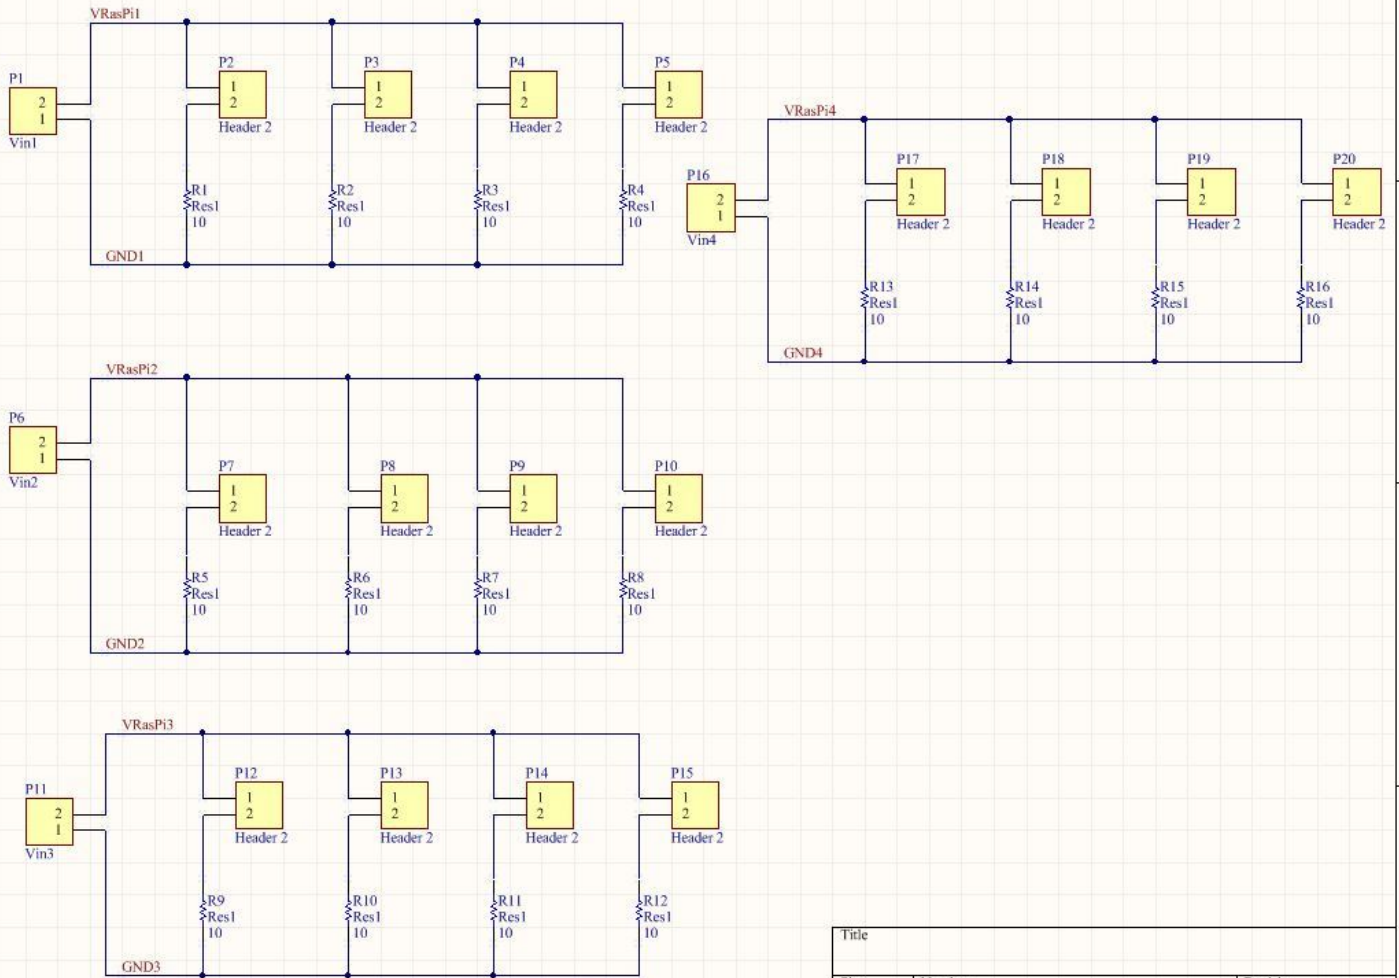 VRasPi1
P1
2
1
Vin1
P2
1
2
Header 2
P3
1
2
Header 2
P4
1
2
Header 2
P5
1
2
Header 2
R1
Res1
10
R2
Res1
10
R3
Res1
10
R4
Res1
10
GND1
VRasPi4
P16
2
1
Vin4
P17
1
2
Header 2
P18
1
2
Header 2
P19
1
2
Header 2
P20
1
2
Header 2
R13
Res1
10
R14
Res1
10
R15
Res1
10
R16
Res1
10
GND4
VRasPi2
P6
2
1
Vin2
P7
1
2
Header 2
P8
1
2
Header 2
P9
1
2
Header 2
P10
1
2
Header 2
R5
Res1
10
R6
Res1
10
R7
Res1
10
R8
Res1
10
GND2
VRasPi3
P11
2
1
Vin3
P12
1
2
Header 2
P13
1
2
Header 2
P14
1
2
Header 2
P15
1
2
Header 2
R9
Res1
10
R10
Res1
10
R11
Res1
10
R12
Res1
10
GND3
Title